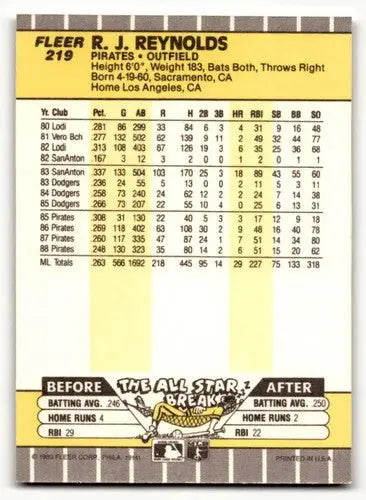 FLEER R. J. REYNOLDS
219 PIRATES • OUTFIELD
Height 6'0", Weight 183, Bats Both, Throws Right
Born 4-19-60, Sacramento, CA
Home Los Angeles, CA
Yr. Club Pct. G AB R H 2B 3B HR RBI SB BB SO
80 Lodi .281 86 299 33 84 6 3 4 31 9 16 48
81 Vero Bch .277 132 502 62 139 9 11 2 49 32 44 77
82 Lodi .313 108 403 67 126 19 3 6 35 25 36 68
82 SanAnton .167 3 12 3 2 0 0 1 2 0 1 1
83 SanAnton .337 133 504 103 170 25 3 18 89 43 55 60
83 Dodgers .236 24 55 5 13 0 0 2 11 5 3 11
84 Dodgers .258 73 240 24 62 12 2 2 24 7 14 38
85 Dodgers .266 73 207 22 55 10 4 0 25 6 13 31
85 Pirates .308 31 130 22 40 5 3 3 17 12 9 18
86 Pirates .269 118 402 63 108 30 2 9 48 16 40 78
87 Pirates .260 117 335 47 87 24 1 7 51 14 34 80
88 Pirates .248 130 323 35 80 14 2 6 51 15 20 62
ML Totals .263 566 1692 218 445 95 14 29 227 75 133 318
BEFORE THE ALL STAR BREAK AFTER
BATTING AVG. .246 BATTING AVG. .250
HOME RUNS 4 HOME RUNS 2
RBI 29 RBI 22
© 1989 FLEER CORP. PHILA. 19141 PRINTED IN U.S.A.